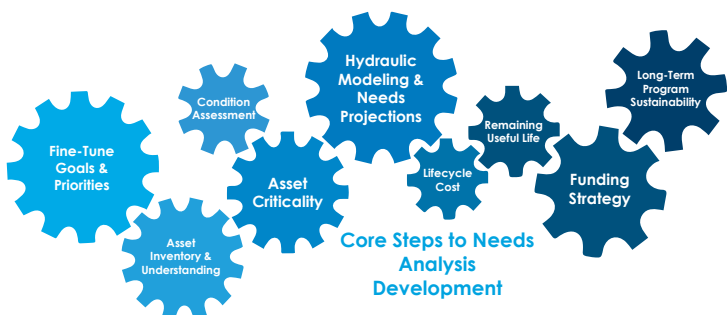 Fine-Tune
Goals &
Priorities
Asset
Inventory &
Understanding
Condition
Assessment
Asset
Criticality
Hydraulic
Modeling &
Needs
Projections
Lifecycle
Cost
Remaining
Useful Life
Funding
Strategy
Long-Term
Program
Sustainability
Core Steps to Needs
Analysis
Development